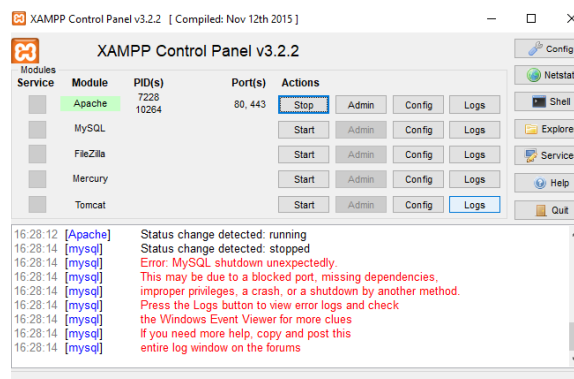 XAMPP Control Panel v3.2.2 [ Compiled: Nov 12th 2015 ]
XAMPP Control Panel v3.2.2
Config
Modules
Service Module PID(s) Port(s) Actions
Netstat
Apache 7228 10264 80, 443 Stop Admin Config Logs
Shell
MySQL Start Admin Config Logs
Explore
FileZilla Start Admin Config Logs
Service
Mercury Start Admin Config Logs
Help
Tomcat Start Admin Config Logs
Quit
16:28:12 [Apache] Status change detected: running
16:28:14 [mysql] Status change detected: stopped
16:28:14 [mysql] Error: MySQL shutdown unexpectedly.
16:28:14 [mysql] This may be due to a blocked port, missing dependencies,
16:28:14 [mysql] improper privileges, a crash, or a shutdown by another method.
16:28:14 [mysql] Press the Logs button to view error logs and check
16:28:14 [mysql] the Windows Event Viewer for more clues
16:28:14 [mysql] If you need more help, copy and post this
16:28:14 [mysql] entire log window on the forums